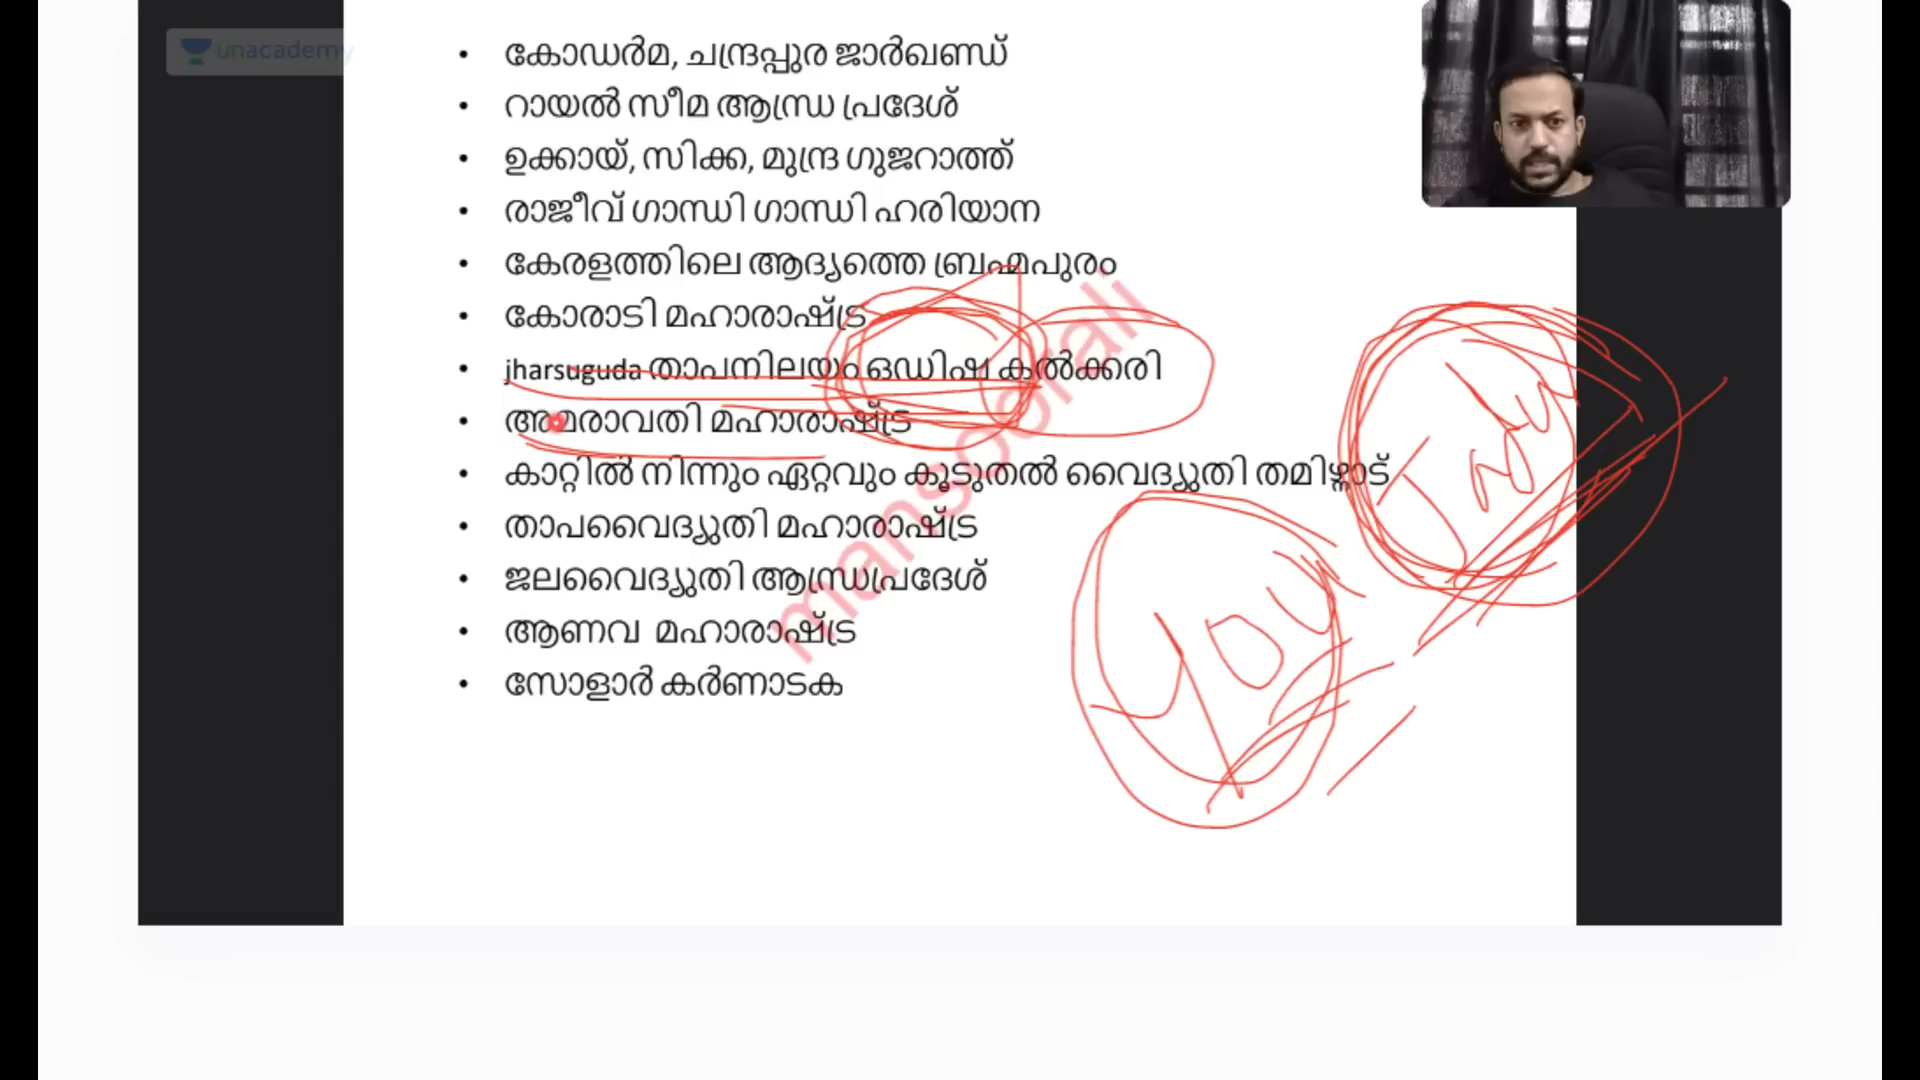 unacademy
കോഡർമ, ചന്ദ്രപ്പുര ജാർഖണ്ഡ്
റായൽ സീമ ആന്ധ്ര പ്രദേശ്
ഉക്കായ്, സിക്ക, മുന്ദ്ര ഗുജറാത്ത്
രാജീവ് ഗാന്ധി ഗാന്ധി ഹരിയാന
കേരളത്തിലെ ആദ്യത്തെ ബ്രഹ്മപുരം
കോരാടി മഹാരാഷ്ട്ര
jharsuguda താപനിലയം ഒഡിഷ കൽക്കരി
അമരാവതി മഹാരാഷ്ട്ര
കാറ്റിൽ നിന്നും ഏറ്റവും കൂടുതൽ വൈദ്യുതി തമിഴ്നാട്
താപവൈദ്യുതി മഹാരാഷ്ട്ര
ജലവൈദ്യുതി ആന്ധ്രപ്രദേശ്
ആണവ മഹാരാഷ്ട്ര
സോളാർ കർണാടക
mansoorali